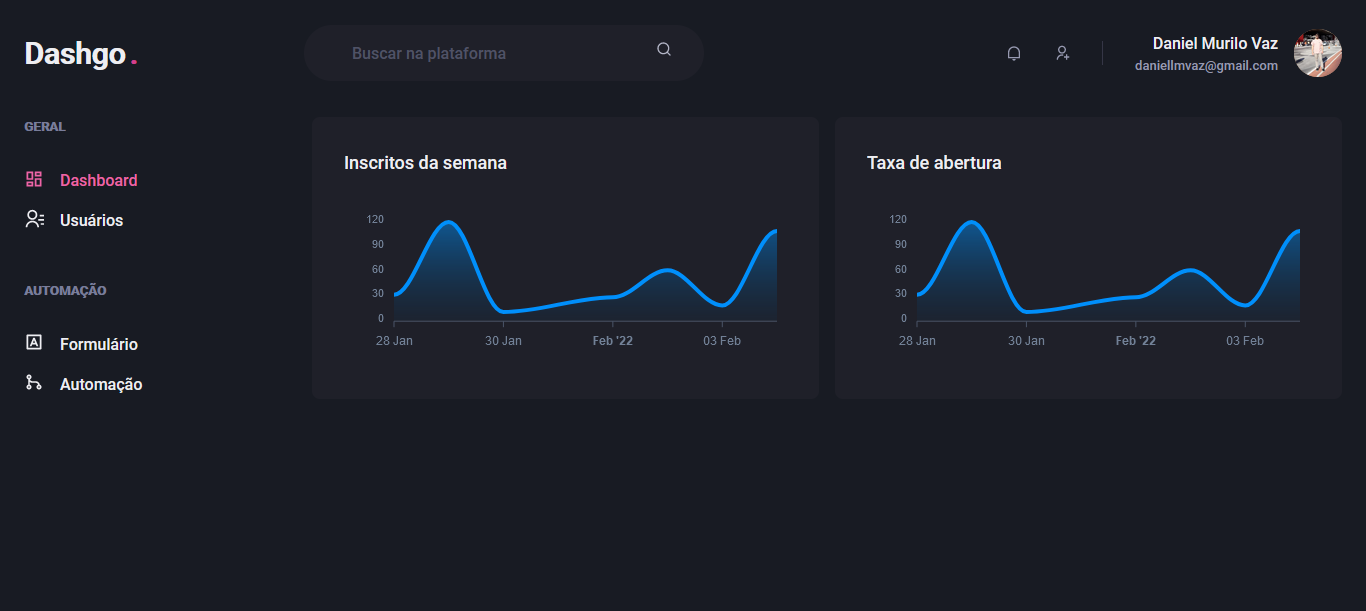 Dashgo.
Buscar na plataforma
Daniel Murilo Vaz
daniellmvaz@gmail.com
GERAL
Dashboard
Usuários
AUTOMAÇÃO
Formulário
Automação
Inscritos da semana
120
90
60
30
0
28 Jan 30 Jan Feb '22 03 Feb
Taxa de abertura
120
90
60
30
0
28 Jan 30 Jan Feb '22 03 Feb